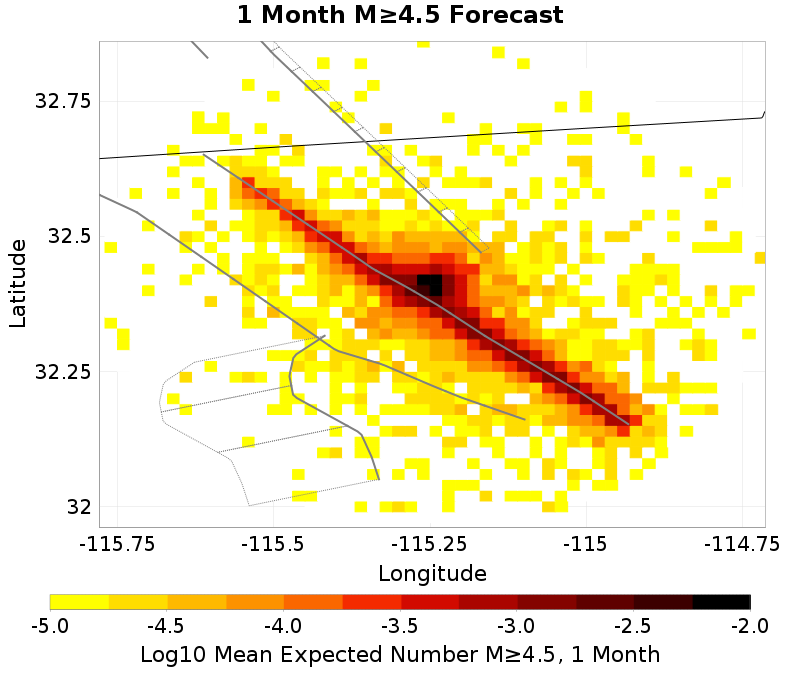 1 Month M≥4.5 Forecast
32.75
32.5
32.25
32
Latitude
-115.75 -115.5 -115.25 -115 -114.75
Longitude
-5.0 -4.5 -4.0 -3.5 -3.0 -2.5 -2.0
Log10 Mean Expected Number M≥4.5, 1 Month